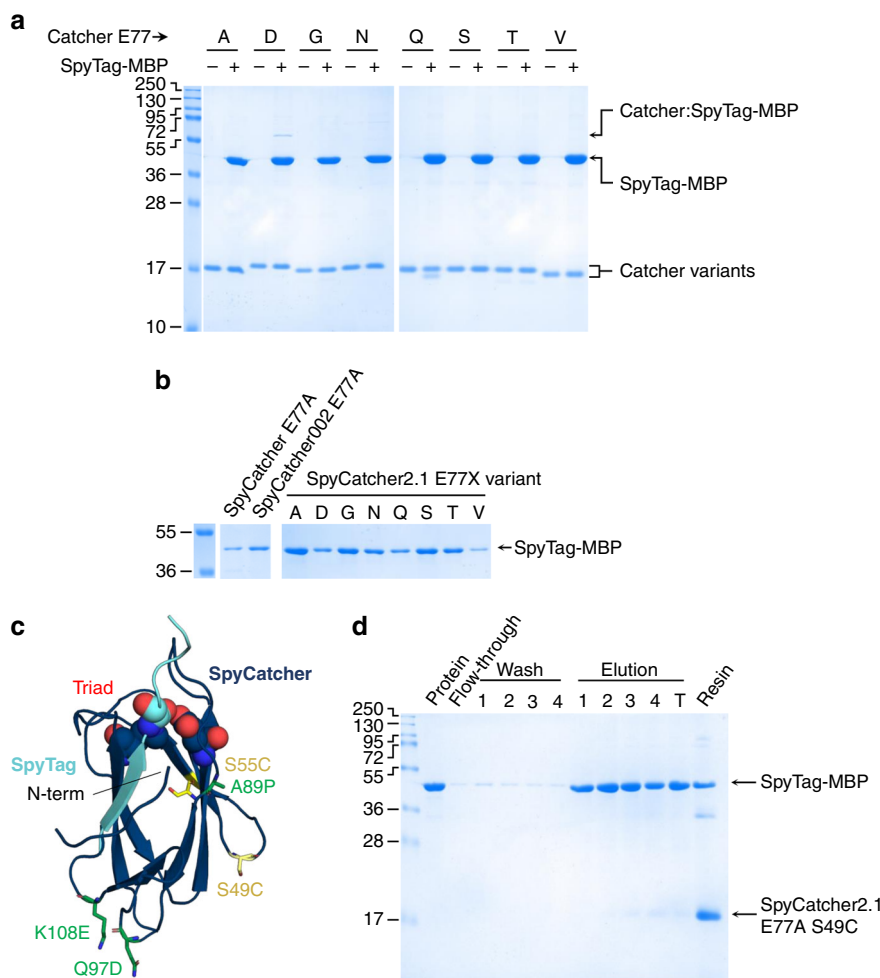 a
Catcher E77→ A D G N Q S T V
SpyTag-MBP − + − + − + − + − + − + − + − +
250
130
95
72
55
36
28
17
10
Catcher:SpyTag-MBP
SpyTag-MBP
Catcher variants
b
SpyCatcher E77A
SpyCatcher002 E77A
SpyCatcher2.1 E77X variant
A D G N Q S T V
55
36
SpyTag-MBP
c
SpyCatcher
Triad
SpyTag
N-term
S55C
A89P
S49C
K108E
Q97D
d
Protein
Flow-through
Wash
1 2 3 4
Elution
1 2 3 4 T
Resin
250
130
95
72
55
36
28
17
SpyTag-MBP
SpyCatcher2.1
E77A S49C